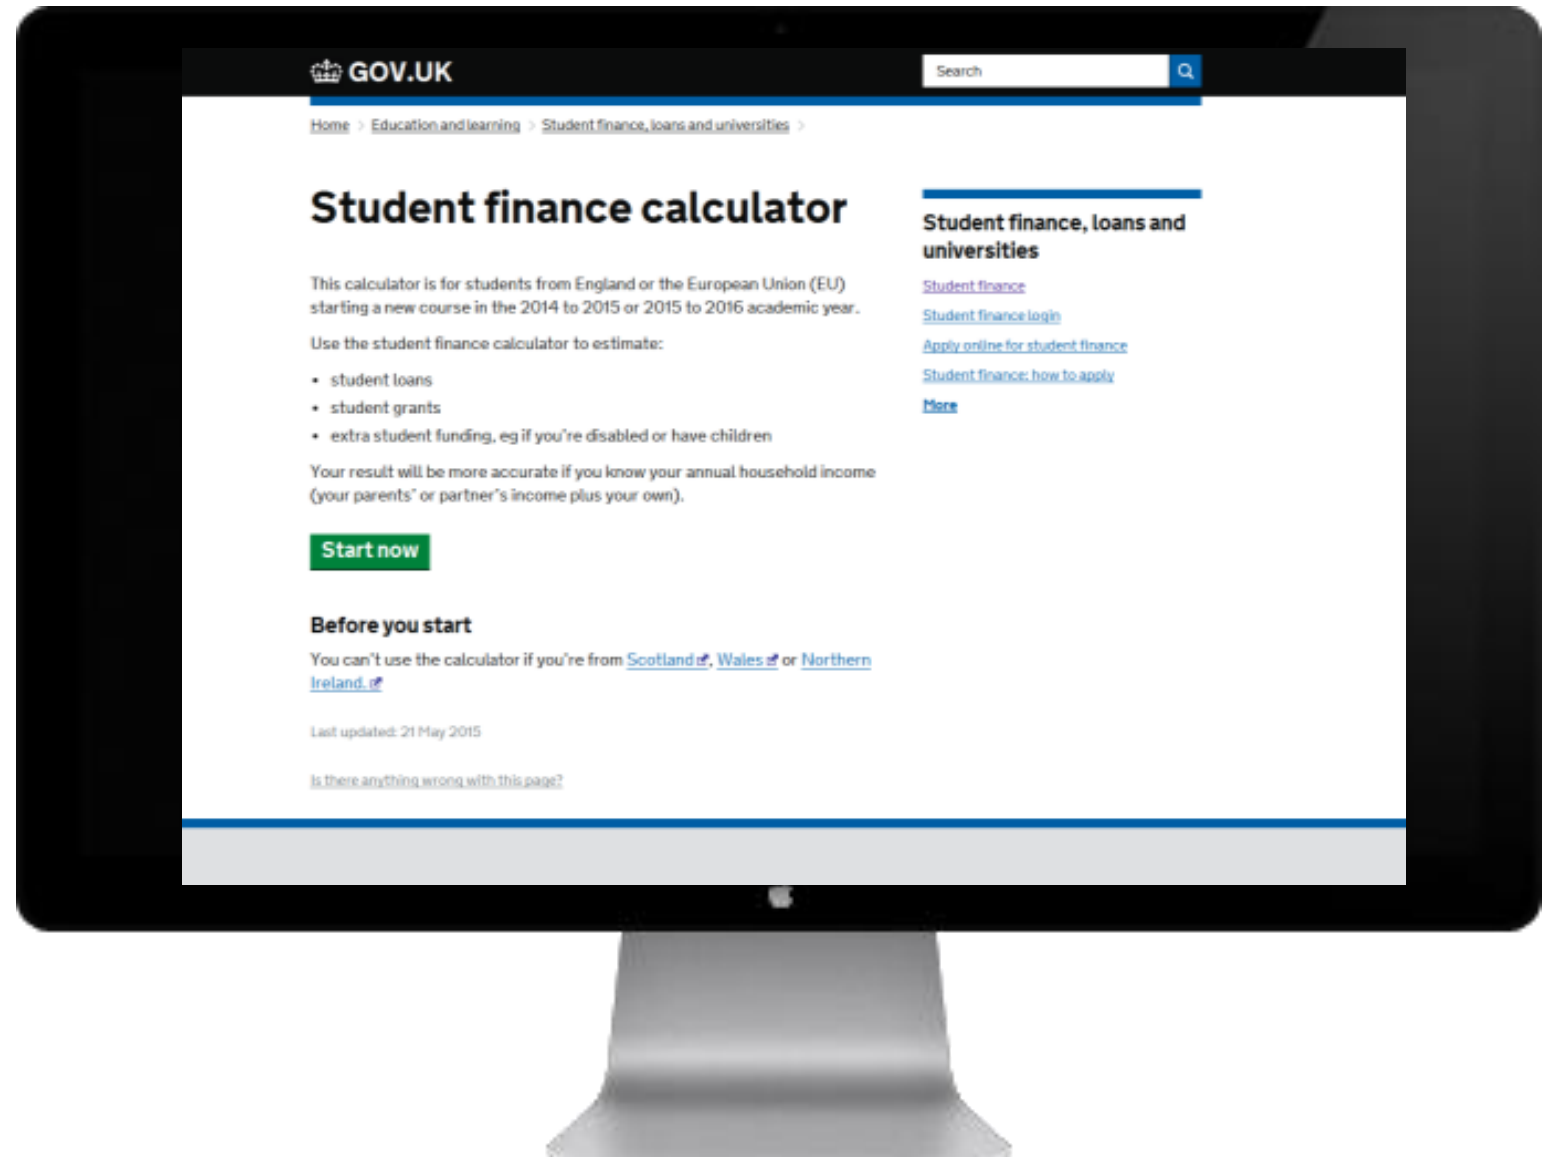 GOV.UK
Search
Home > Education and learning > Student finance, loans and universities >
Student finance calculator
This calculator is for students from England or the European Union (EU)
starting a new course in the 2014 to 2015 or 2015 to 2016 academic year.
Use the student finance calculator to estimate:
• student loans
• student grants
• extra student funding, eg if you're disabled or have children
Your result will be more accurate if you know your annual household income
(your parents' or partner's income plus your own).
Start now
Before you start
You can't use the calculator if you're from Scotland, Wales or Northern
Ireland.
Last updated: 21 May 2015
Is there anything wrong with this page?
Student finance, loans and
universities
Student finance
Student finance login
Apply online for student finance
Student finance: how to apply
More